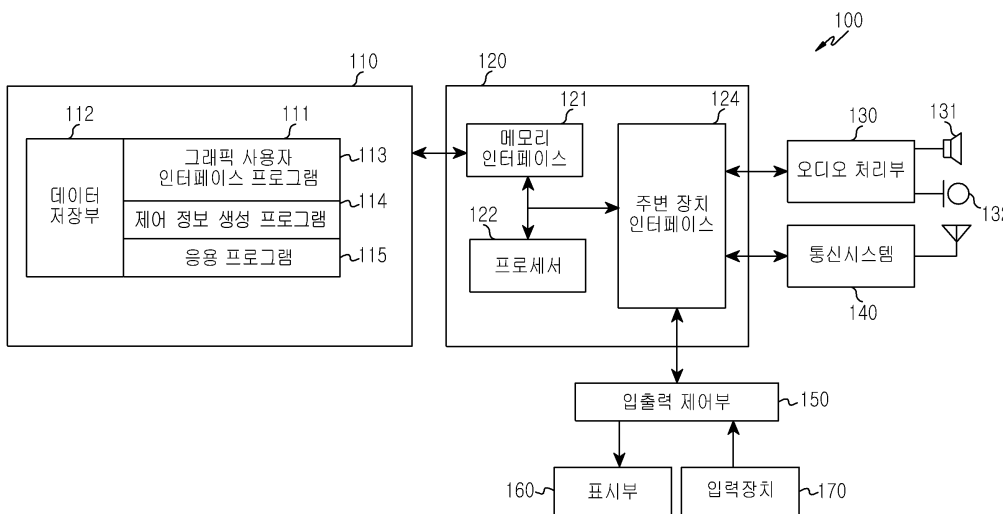 100
110
120
112
111
121
124
130
131
그래픽 사용자
인터페이스 프로그램
113
데이터
저장부
114
제어 정보 생성 프로그램
응용 프로그램
115
메모리
인터페이스
122
프로세서
주변 장치
인터페이스
오디오 처리부
132
통신시스템
140
입출력 제어부
150
160
표시부
입력장치
170